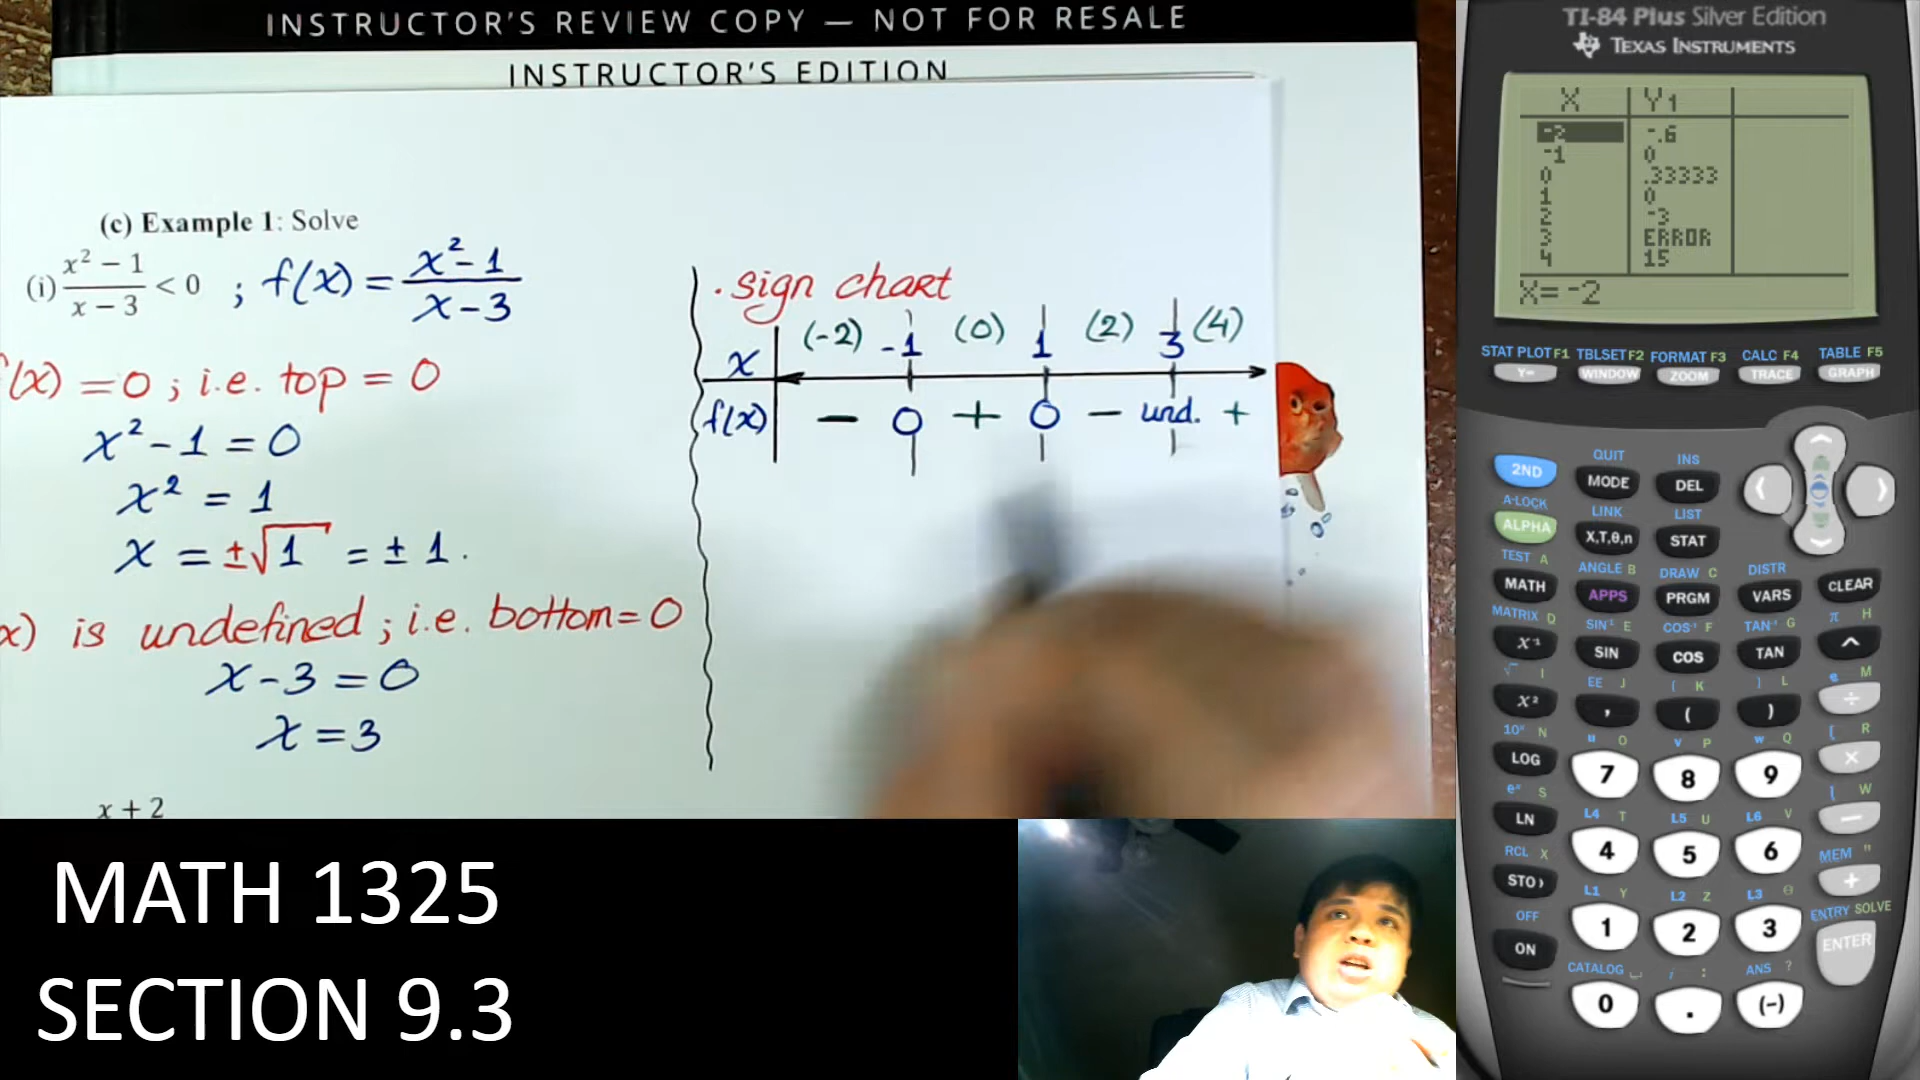 INSTRUCTOR'S REVIEW COPY — NOT FOR RESALE
INSTRUCTOR'S EDITION
(c) Example 1: Solve
(i) x² − 1 / x − 3 < 0 ; f(x) = x² - 1 / x - 3
f(x) = 0 ; i.e. top = 0
x² - 1 = 0
x² = 1
x = ±√1 = ± 1.
x) is undefined ; i.e. bottom = 0
x - 3 = 0
x = 3
x + 2
· sign chart
x (-2) -1 (0) 1 (2) 3 (4)
f(x) − 0 + 0 − und. +
MATH 1325
SECTION 9.3
TI-84 Plus Silver Edition
TEXAS INSTRUMENTS
X Y1
-2 -.6
-1 0
0 .33333
1 0
2 -3
3 ERROR
4 15
X=-2
STAT PLOT F1 TBLSET F2 FORMAT F3 CALC F4 TABLE F5
Y= WINDOW ZOOM TRACE GRAPH
QUIT INS
2ND MODE DEL
A-LOCK LINK LIST
ALPHA X,T,θ,n STAT
TEST A ANGLE B DRAW C DISTR
MATH APPS PRGM VARS CLEAR
MATRIX D SIN⁻¹ E COS⁻¹ F TAN⁻¹ G π H
x⁻¹ SIN COS TAN ^
√ I EE J { K } L e M
x² , ( ) ÷
10ˣ N u O v P w Q [ R
LOG 7 8 9 ×
eˣ S L4 T L5 U L6 V ] W
LN 4 5 6 −
RCL X L1 Y L2 Z L3 θ MEM "
STO› 1 2 3 +
OFF CATALOG ␣ i : ANS ? ENTRY SOLVE
ON 0 . (-) ENTER